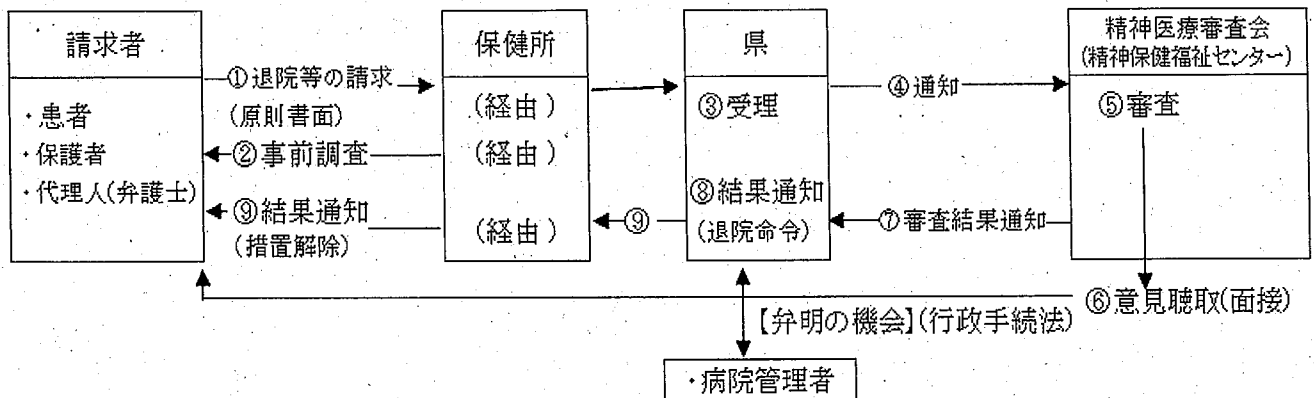 請求者
・患者
・保護者
・代理人(弁護士)
①退院等の請求
(原則書面)
②事前調査
⑨結果通知
(措置解除)
保健所
(経由)
(経由)
(経由)
⑨
県
③受理
⑧結果通知
(退院命令)
④通知
⑦審査結果通知
精神医療審査会
(精神保健福祉センター)
⑤審査
⑥意見聴取(面接)
【弁明の機会】(行政手続法)
・病院管理者